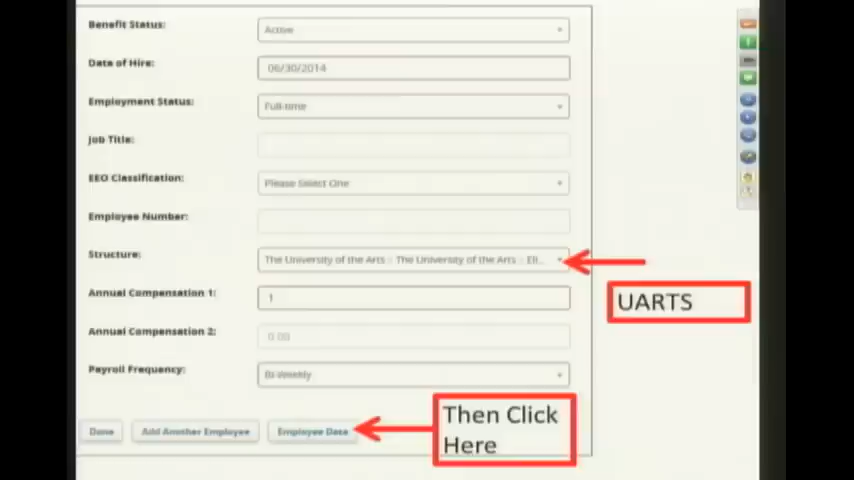 Benefit Status:
Active
Date of Hire:
06/30/2014
Employment Status:
Full-time
Job Title:
EEO Classification:
Please Select One
Employee Number:
Structure:
The University of the Arts :: The University of the Arts :: Eli...
UARTS
Annual Compensation 1:
1
Annual Compensation 2:
0.00
Payroll Frequency:
Bi-Weekly
Then Click
Here
Done
Add Another Employee
Employee Data